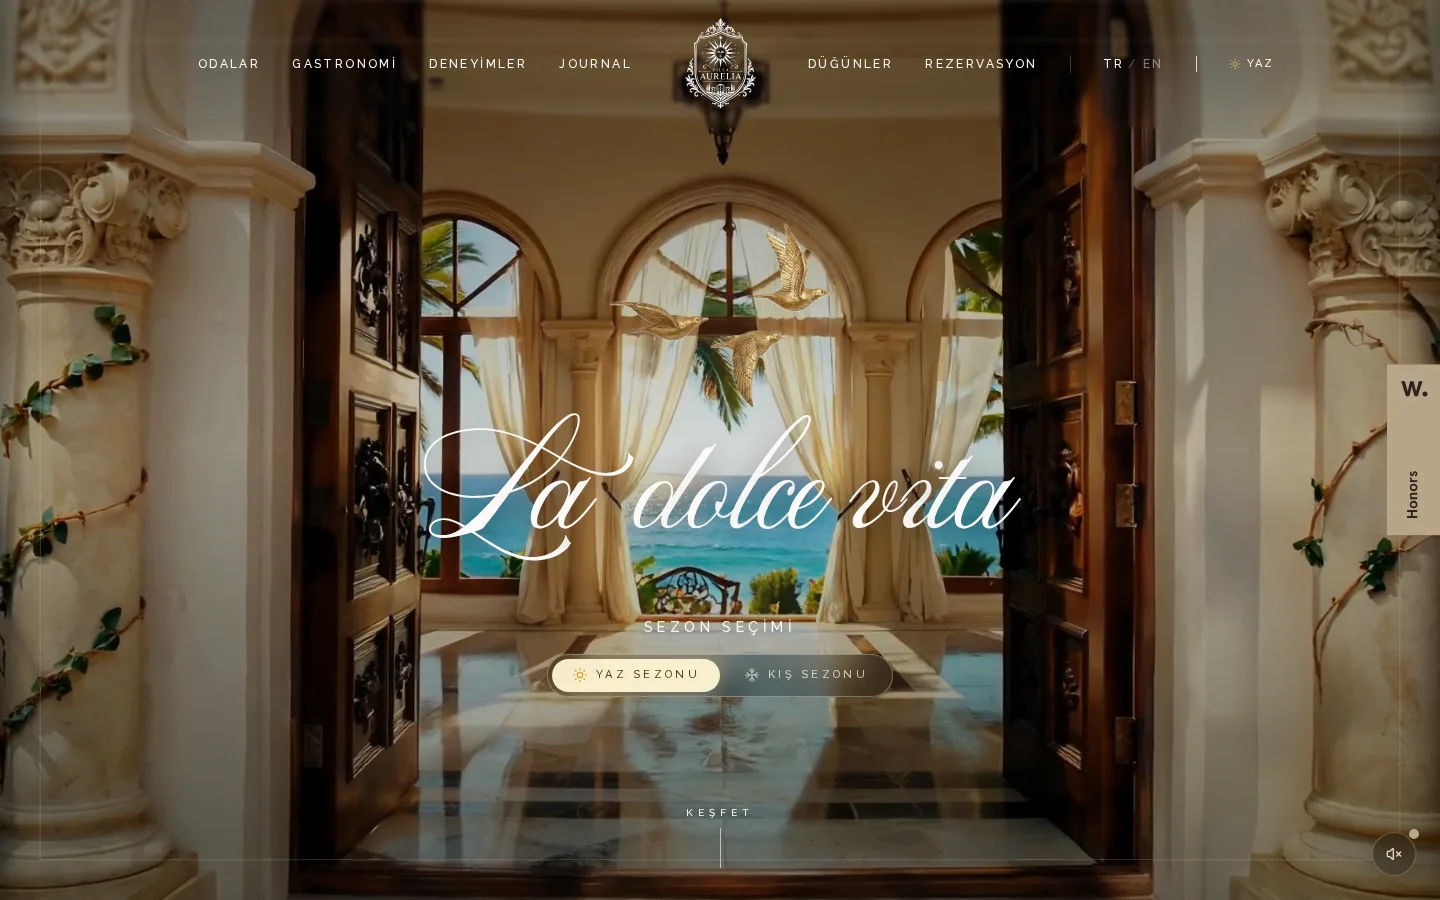 ODALAR GASTRONOMİ DENEYİMLER JOURNAL
AURELIA
DÜĞÜNLER REZERVASYON TR / EN YAZ
La dolce vita
W.
Honors
SEZON SEÇİMİ
YAZ SEZONU KIŞ SEZONU
KEŞFET